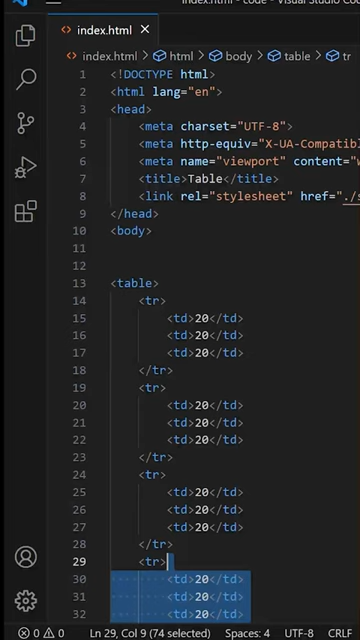 index.html - code - Visual Studio Cod
index.html
index.html > html > body > table > tr
1 <!DOCTYPE html>
2 <html lang="en">
3 <head>
4 <meta charset="UTF-8">
5 <meta http-equiv="X-UA-Compatibl
6 <meta name="viewport" content="w
7 <title>Table</title>
8 <link rel="stylesheet" href="./s
9 </head>
10 <body>
11
12
13 <table>
14 <tr>
15 <td>20</td>
16 <td>20</td>
17 <td>20</td>
18 </tr>
19 <tr>
20 <td>20</td>
21 <td>20</td>
22 <td>20</td>
23 </tr>
24 <tr>
25 <td>20</td>
26 <td>20</td>
27 <td>20</td>
28 </tr>
29 <tr>
30 <td>20</td>
31 <td>20</td>
32 <td>20</td>
0 0 Ln 29, Col 9 (74 selected) Spaces: 4 UTF-8 CRLF